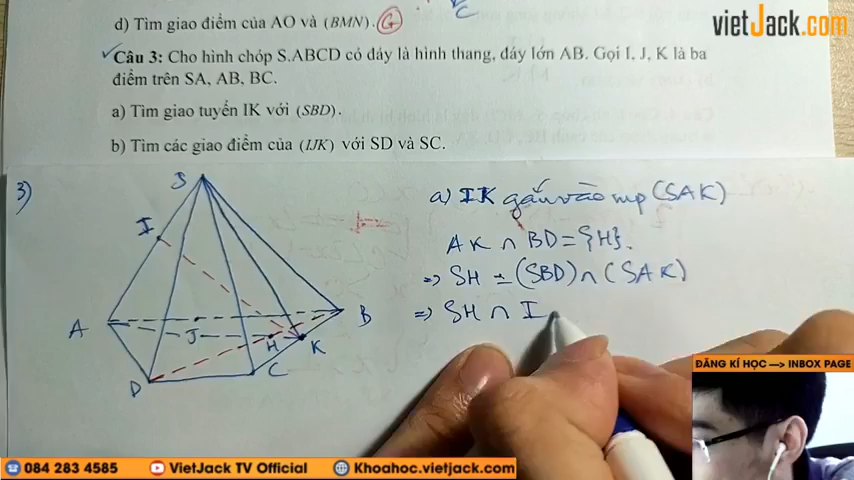 vietJack.com
C
d) Tìm giao điểm của AO và (BMN). G
Câu 3: Cho hình chóp S.ABCD có đáy là hình thang, đáy lớn AB. Gọi I, J, K là ba
điểm trên SA, AB, BC.
a) Tìm giao tuyến IK với (SBD).
b) Tìm các giao điểm của (IJK) với SD và SC.
3)
S
I
A
J
B
H
K
D
C
a) IK gắn vào mp (SAK)
AK ∩ BD = {H}.
=> SH = (SBD) ∩ (SAK)
=> SH ∩ I
ĐĂNG KÍ HỌC —> INBOX PAGE
084 283 4585
VietJack TV Official
Khoahoc.vietjack.com